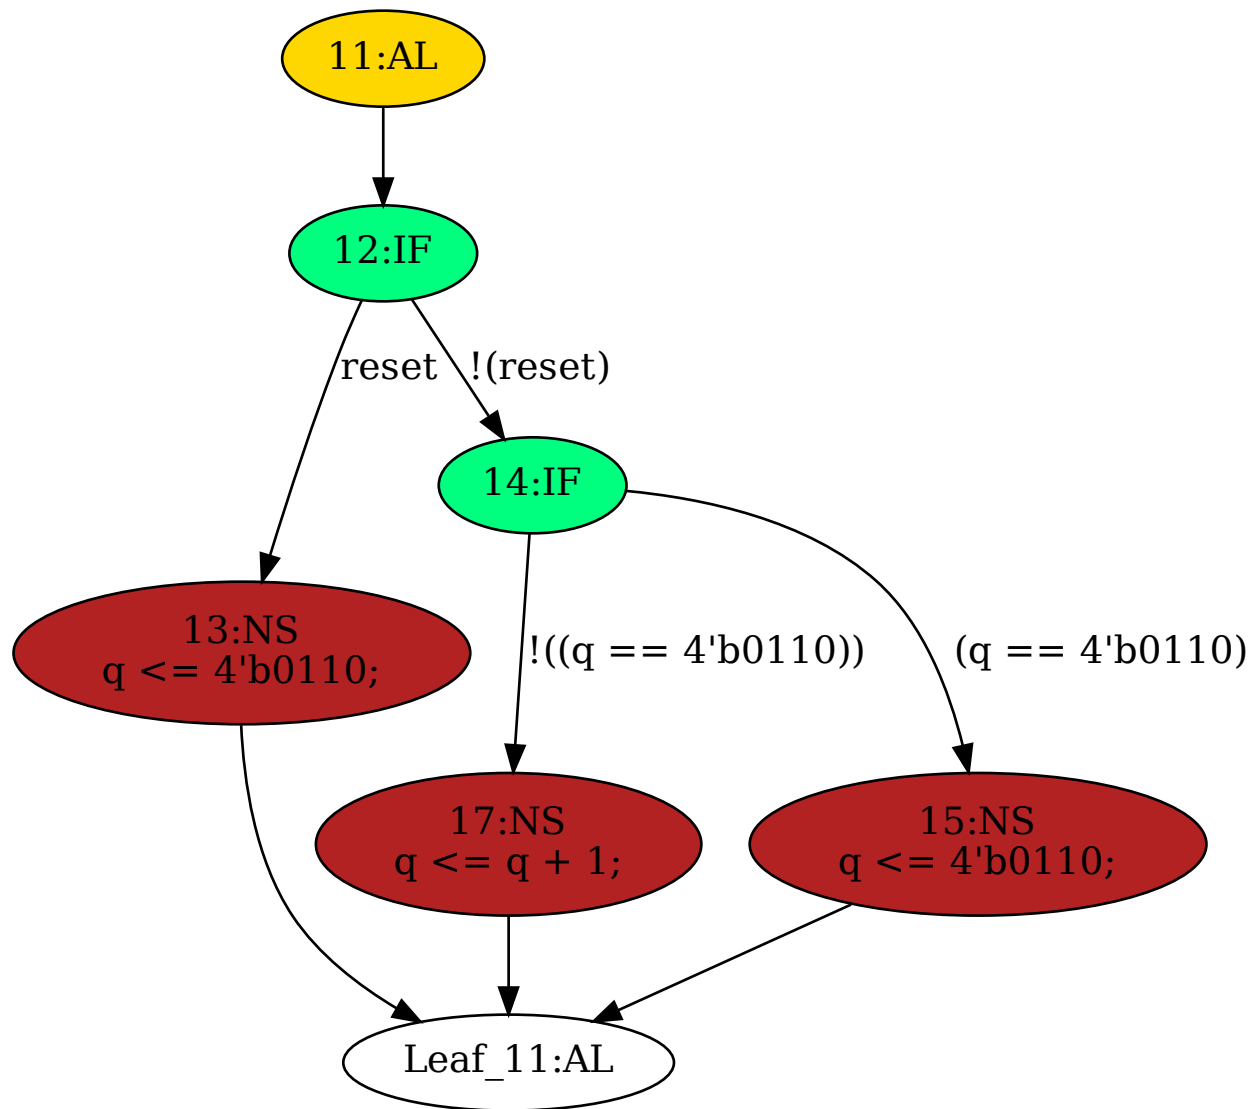 11:AL
12:IF
reset
!(reset)
14:IF
13:NS
q <= 4'b0110;
!((q == 4'b0110))
(q == 4'b0110)
17:NS
q <= q + 1;
15:NS
q <= 4'b0110;
Leaf_11:AL